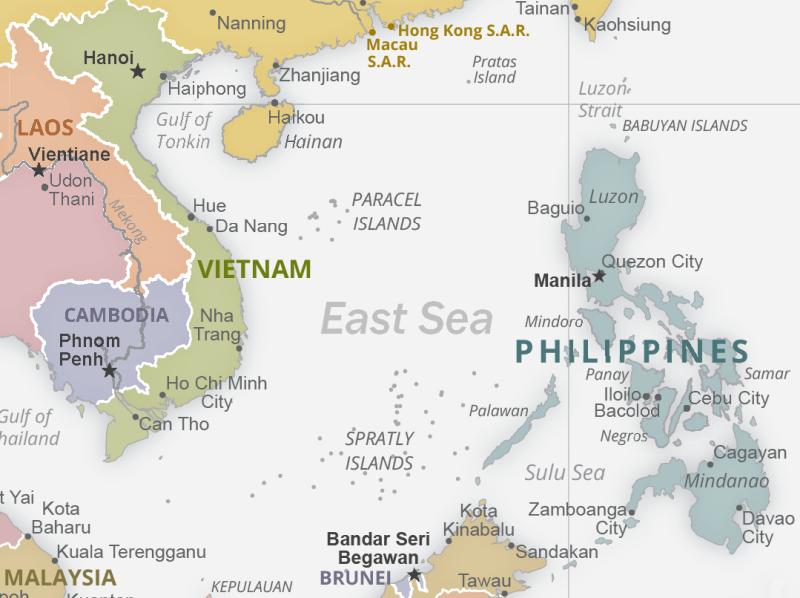 Tainan
Kaohsiung
Nanning
Hong Kong S.A.R.
Macau
S.A.R.
Hanoi
Haiphong
Zhanjiang
Pratas
Island
Luzon
Strait
Gulf of
Tonkin
Haikou
Hainan
BABUYAN ISLANDS
LAOS
Vientiane
Udon
Thani
Mekong
Hue
Da Nang
PARACEL
ISLANDS
Luzon
Baguio
VIETNAM
Quezon City
Manila
CAMBODIA
Phnom
Penh
Nha
Trang
East Sea
Mindoro
PHILIPPINES
Panay
Samar
Iloilo
Bacolod
Cebu City
Negros
Palawan
Ho Chi Minh
City
Can Tho
Gulf of
hailand
SPRATLY
ISLANDS
Sulu Sea
Cagayan
Mindanao
Zamboanga
City
Davao
City
t Yai
Kota
Baharu
Kuala Terengganu
MALAYSIA
poh
Kuantan
KEPULAUAN
Bandar Seri
Begawan
BRUNEI
Kota
Kinabalu
Sandakan
Tawau